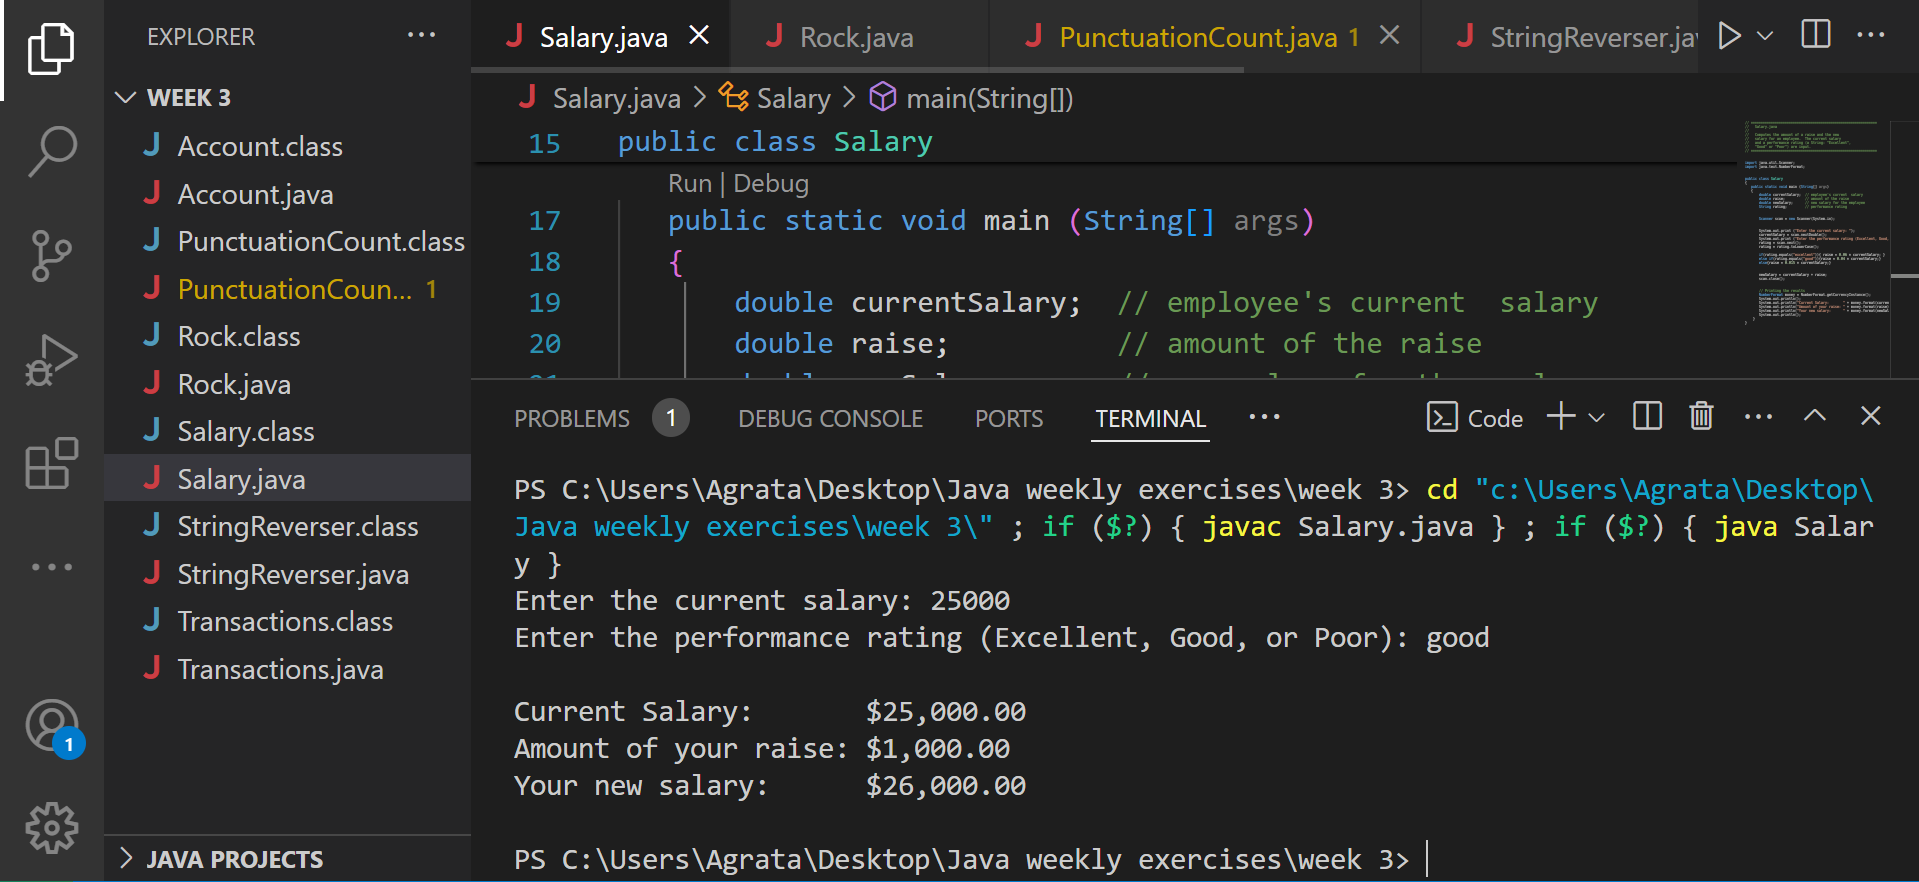 EXPLORER
WEEK 3
Account.class
Account.java
PunctuationCount.class
PunctuationCoun... 1
Rock.class
Rock.java
Salary.class
Salary.java
StringReverser.class
StringReverser.java
Transactions.class
Transactions.java
1
JAVA PROJECTS
Salary.java Rock.java PunctuationCount.java 1 StringReverser.jav
Salary.java > Salary > main(String[])
15 public class Salary
Run | Debug
17 public static void main (String[] args)
18 {
19 double currentSalary; // employee's current  salary
20 double raise; // amount of the raise
PROBLEMS 1 DEBUG CONSOLE PORTS TERMINAL Code
PS C:\Users\Agrata\Desktop\Java weekly exercises\week 3> cd "c:\Users\Agrata\Desktop\
Java weekly exercises\week 3\" ; if ($?) { javac Salary.java } ; if ($?) { java Salar
y }
Enter the current salary: 25000
Enter the performance rating (Excellent, Good, or Poor): good
Current Salary: $25,000.00
Amount of your raise: $1,000.00
Your new salary: $26,000.00
PS C:\Users\Agrata\Desktop\Java weekly exercises\week 3>